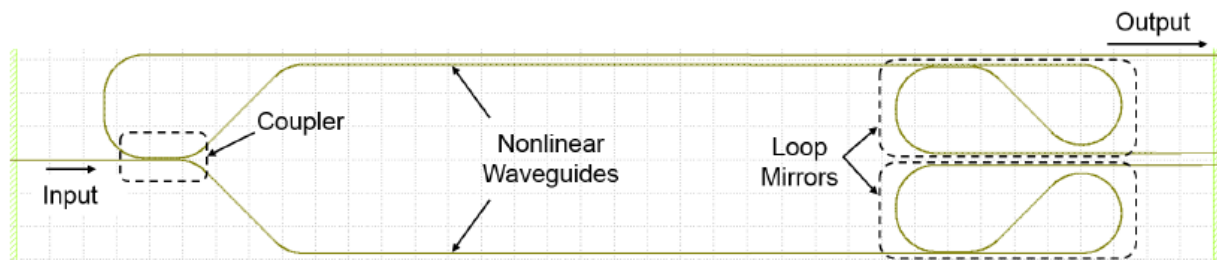 Output
Coupler
Nonlinear
Waveguides
Loop
Mirrors
Input